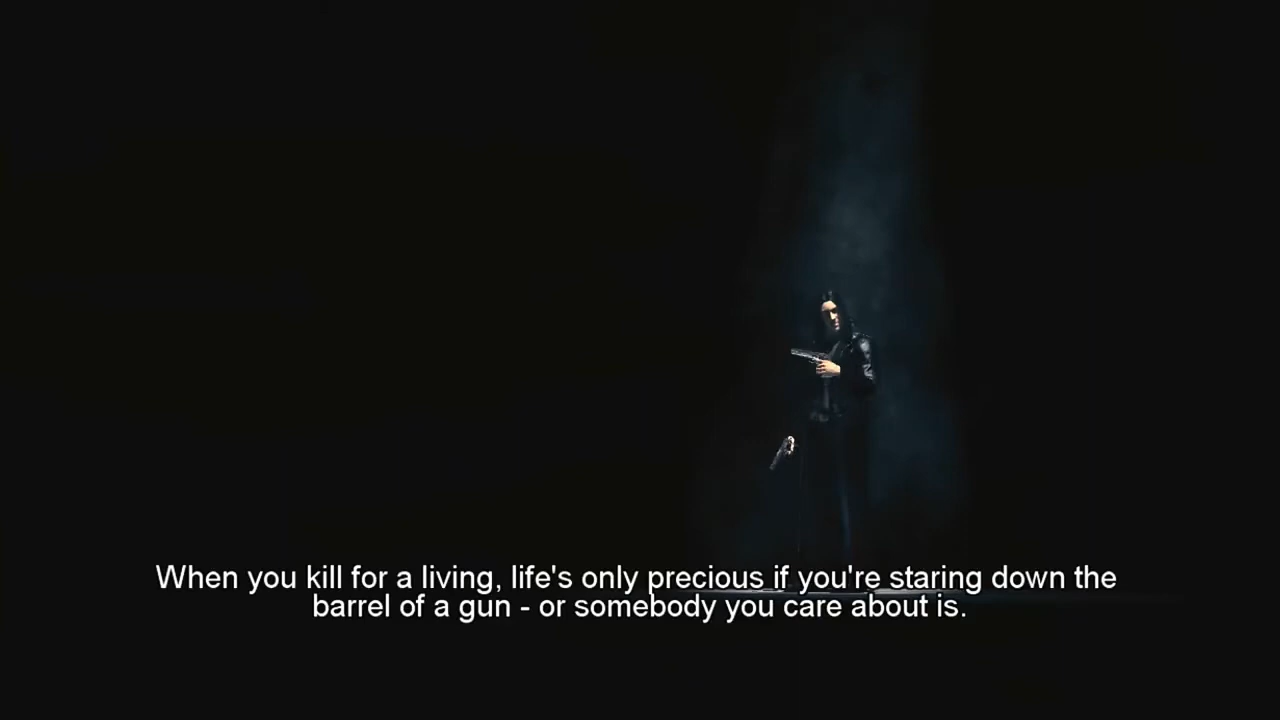 When you kill for a living, life's only precious if you're staring down the
barrel of a gun - or somebody you care about is.